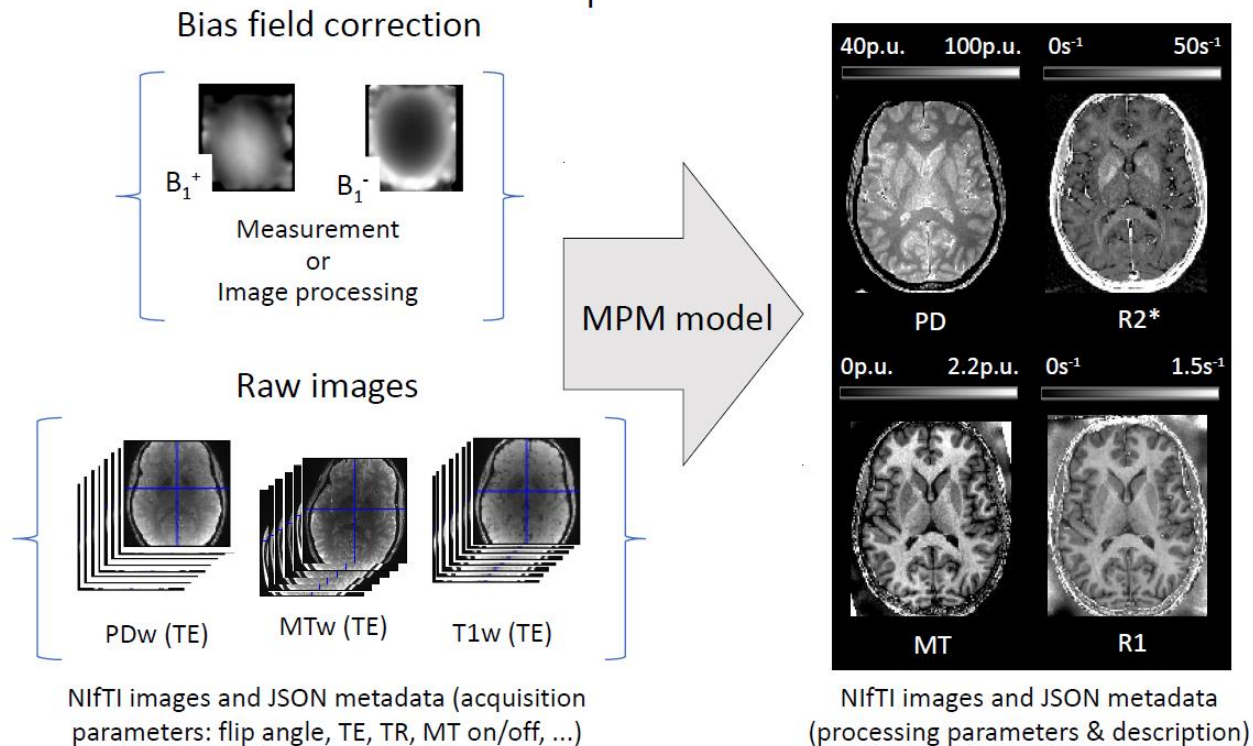 Bias field correction
B₁⁺
B₁⁻
Measurement
or
Image processing
Raw images
PDw (TE)
MTw (TE)
T1w (TE)
NIfTI images and JSON metadata (acquisition
parameters: flip angle, TE, TR, MT on/off, ...)
MPM model
40p.u. 100p.u.
0s⁻¹ 50s⁻¹
PD
R2*
0p.u. 2.2p.u.
0s⁻¹ 1.5s⁻¹
MT
R1
NIfTI images and JSON metadata
(processing parameters & description)